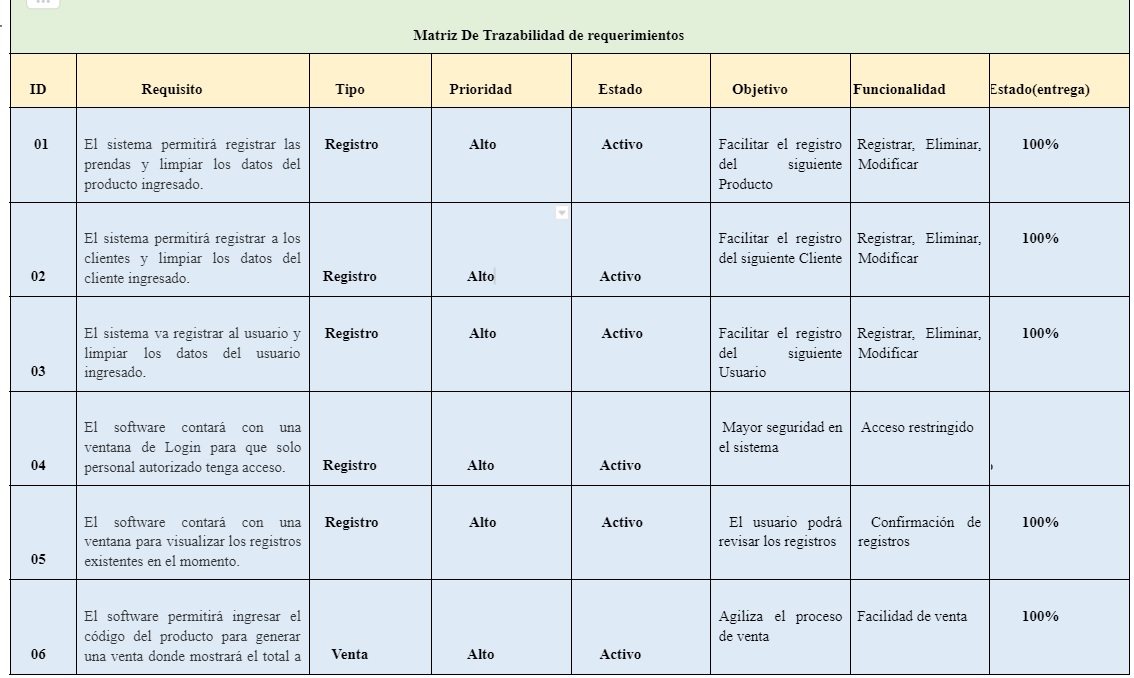 Matriz De Trazabilidad de requerimientos
ID Requisito Tipo Prioridad Estado Objetivo Funcionalidad Estado(entrega)
01 El sistema permitirá registrar las Registro Alto Activo Facilitar el registro Registrar, Eliminar, 100%
prendas y limpiar los datos del del siguiente Modificar
producto ingresado. Producto
El sistema permitirá registrar a los Facilitar el registro Registrar, Eliminar, 100%
clientes y limpiar los datos del del siguiente Cliente Modificar
02 cliente ingresado. Registro Alto Activo
El sistema va registrar al usuario y Registro Alto Activo Facilitar el registro Registrar, Eliminar, 100%
limpiar los datos del usuario del siguiente Modificar
03 ingresado. Usuario
El software contará con una Mayor seguridad en Acceso restringido
ventana de Login para que solo el sistema
04 personal autorizado tenga acceso. Registro Alto Activo
El software contará con una Registro Alto Activo El usuario podrá Confirmación de 100%
ventana para visualizar los registros revisar los registros registros
05 existentes en el momento.
El software permitirá ingresar el Agiliza el proceso Facilidad de venta 100%
código del producto para generar de venta
06 una venta donde mostrará el total a Venta Alto Activo